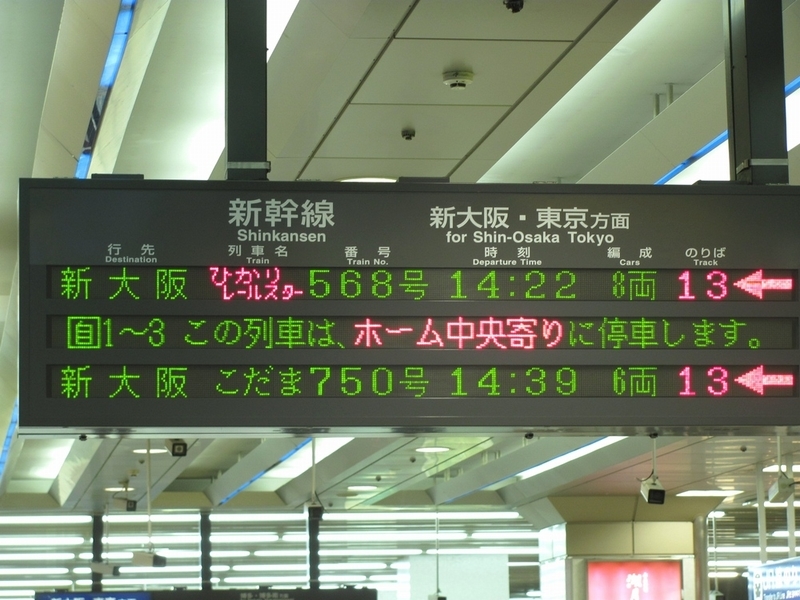 新幹線 新大阪・東京方面
Shinkansen for Shin-Osaka Tokyo
行先 列車名 番号 時刻 編成 のりば
Destination Train Train No. Departure Time Cars Track
新大阪 ひかりレールスター 568号 14:22 8両 13
自1～3 この列車は、ホーム中央寄りに停車します。
新大阪 こだま 750号 14:39 6両 13